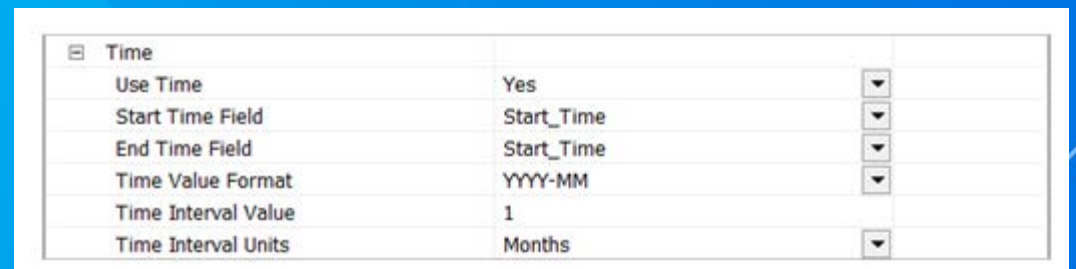 Time
Use Time Yes
Start Time Field Start_Time
End Time Field Start_Time
Time Value Format YYYY-MM
Time Interval Value 1
Time Interval Units Months